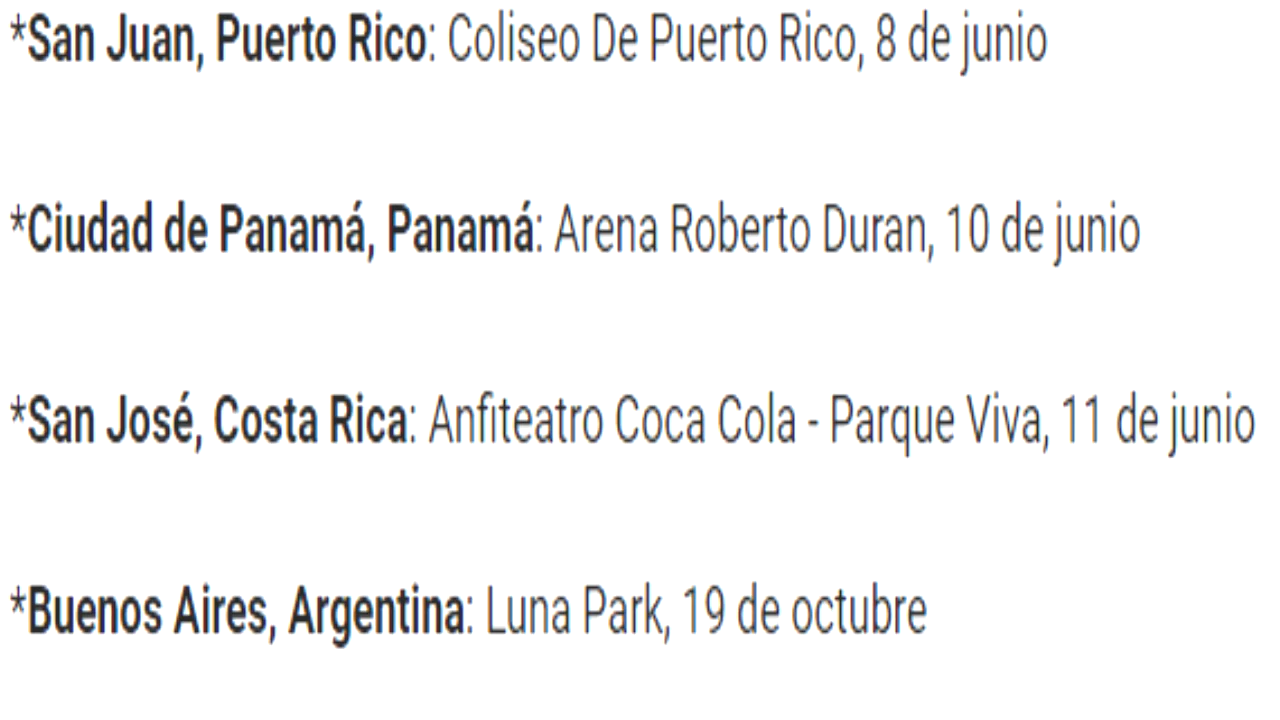 *San Juan, Puerto Rico: Coliseo De Puerto Rico, 8 de junio
*Ciudad de Panamá, Panamá: Arena Roberto Duran, 10 de junio
*San José, Costa Rica: Anfiteatro Coca Cola - Parque Viva, 11 de junio
*Buenos Aires, Argentina: Luna Park, 19 de octubre